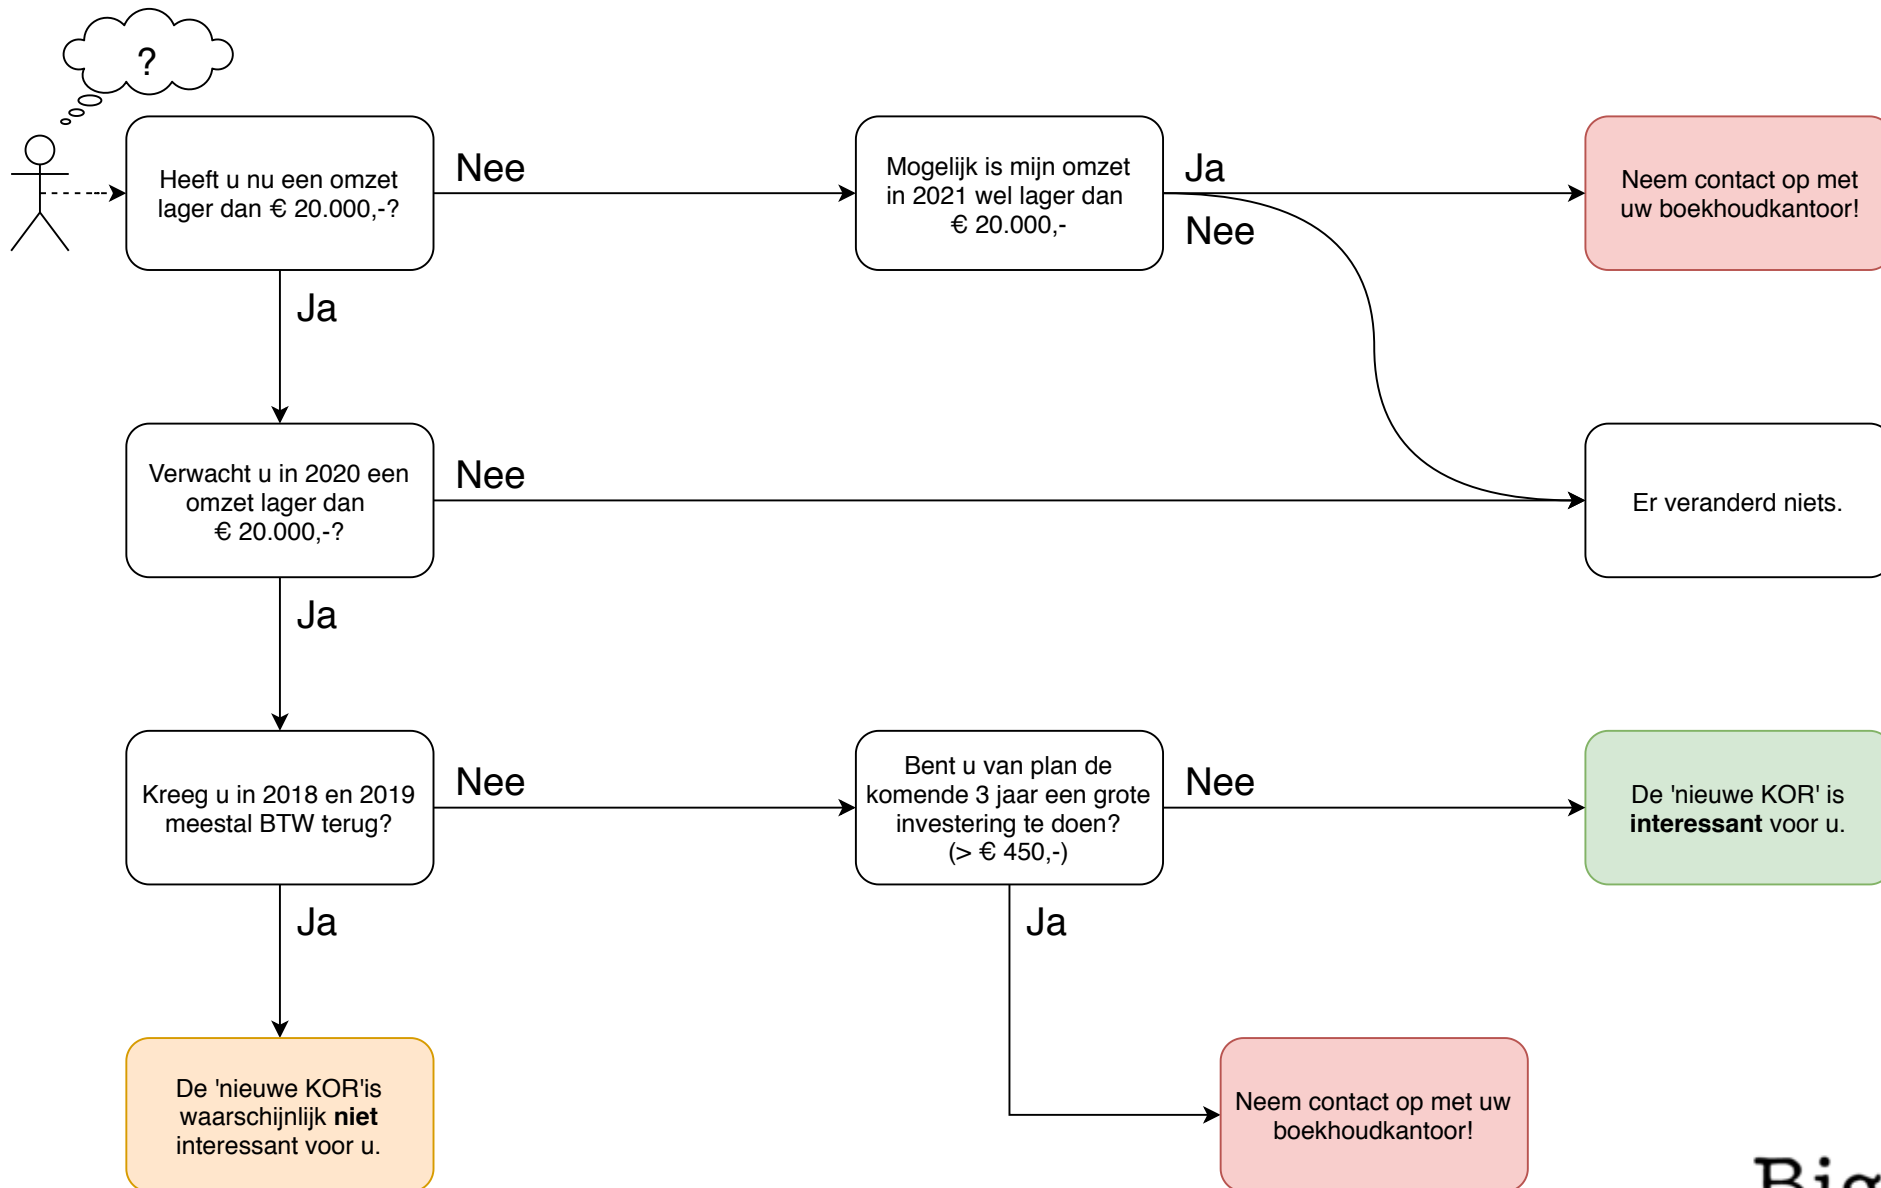 ?
Heeft u nu een omzet
lager dan € 20.000,-?
Nee
Mogelijk is mijn omzet
in 2021 wel lager dan
€ 20.000,-
Ja
Nee
Neem contact op met
uw boekhoudkantoor!
Ja
Verwacht u in 2020 een
omzet lager dan
€ 20.000,-?
Nee
Er veranderd niets.
Ja
Kreeg u in 2018 en 2019
meestal BTW terug?
Nee
Bent u van plan de
komende 3 jaar een grote
investering te doen?
(> € 450,-)
Nee
De 'nieuwe KOR' is
interessant voor u.
Ja
Ja
De 'nieuwe KOR'is
waarschijnlijk niet
interessant voor u.
Neem contact op met uw
boekhoudkantoor!